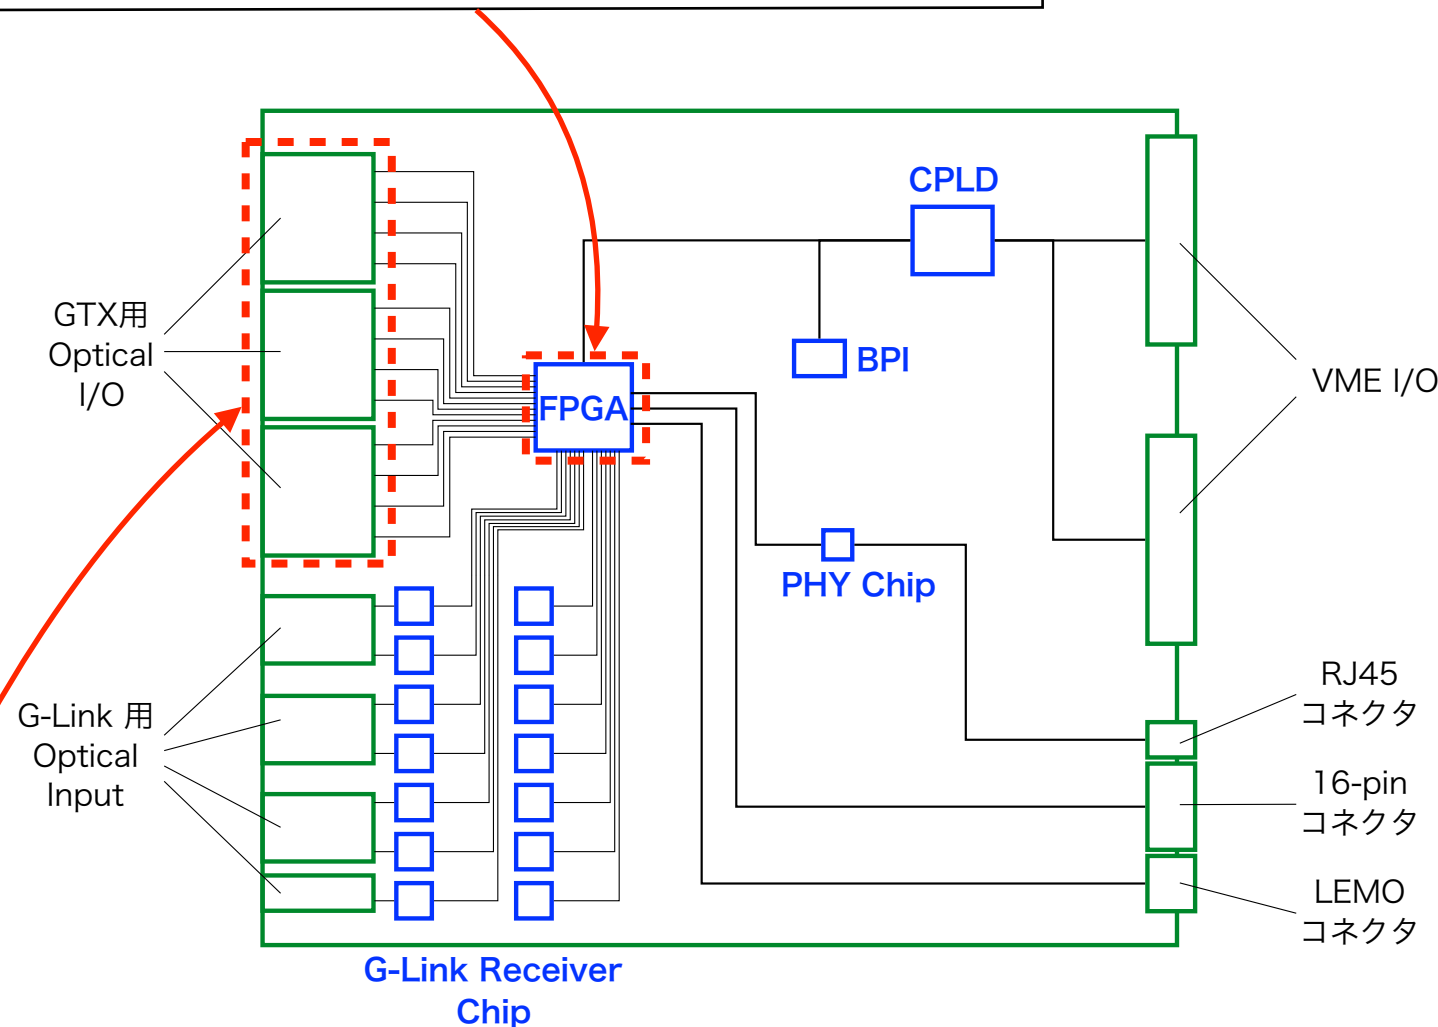 CPLD
GTX用
Optical
I/O
BPI
VME I/O
FPGA
PHY Chip
RJ45
コネクタ
G-Link 用
Optical
Input
16-pin
コネクタ
LEMO
コネクタ
G-Link Receiver
Chip